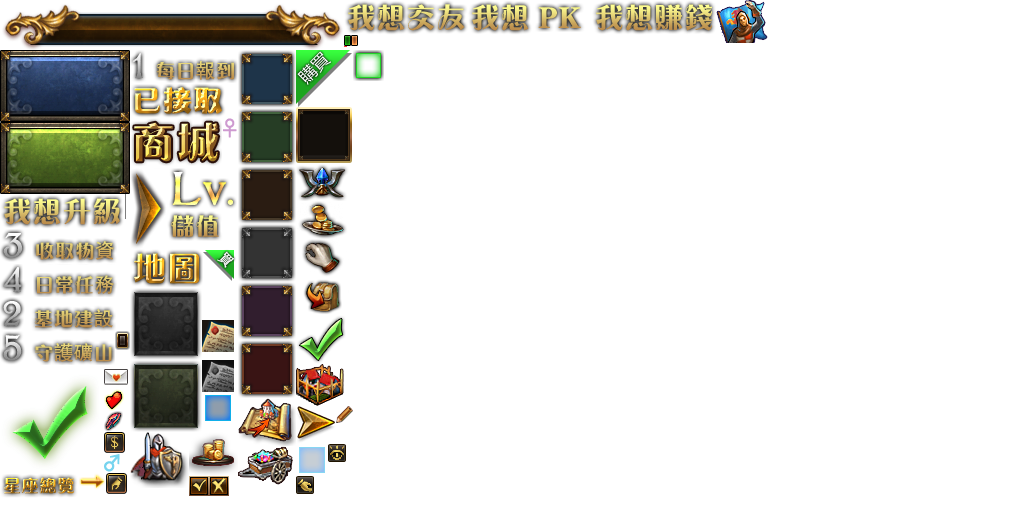 我想交友 我想 PK 我想賺錢
1 每日報到
購買
已接取
商城
Lv.
儲值
我想升級
3 收取物資
地圖
買
4 日常任務
2 墓地建設
5 守護礦山
$
星座總覽